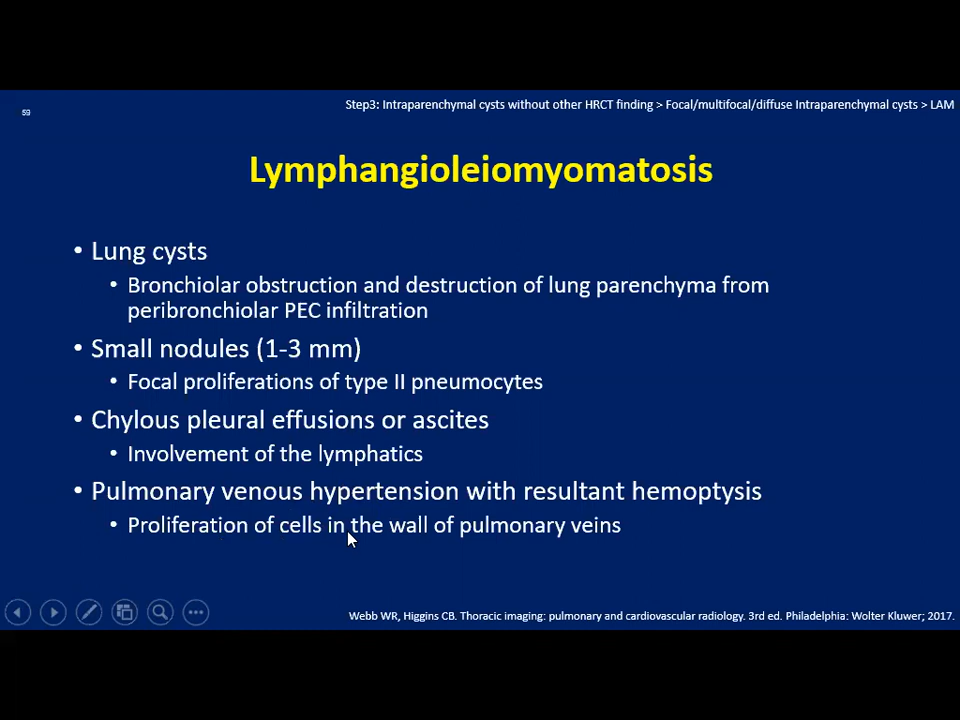 59
Step3: Intraparenchymal cysts without other HRCT finding > Focal/multifocal/diffuse Intraparenchymal cysts > LAM
Lymphangioleiomyomatosis
• Lung cysts
• Bronchiolar obstruction and destruction of lung parenchyma from
peribronchiolar PEC infiltration
• Small nodules (1-3 mm)
• Focal proliferations of type II pneumocytes
• Chylous pleural effusions or ascites
• Involvement of the lymphatics
• Pulmonary venous hypertension with resultant hemoptysis
• Proliferation of cells in the wall of pulmonary veins
Webb WR, Higgins CB. Thoracic imaging: pulmonary and cardiovascular radiology. 3rd ed. Philadelphia: Wolter Kluwer; 2017.